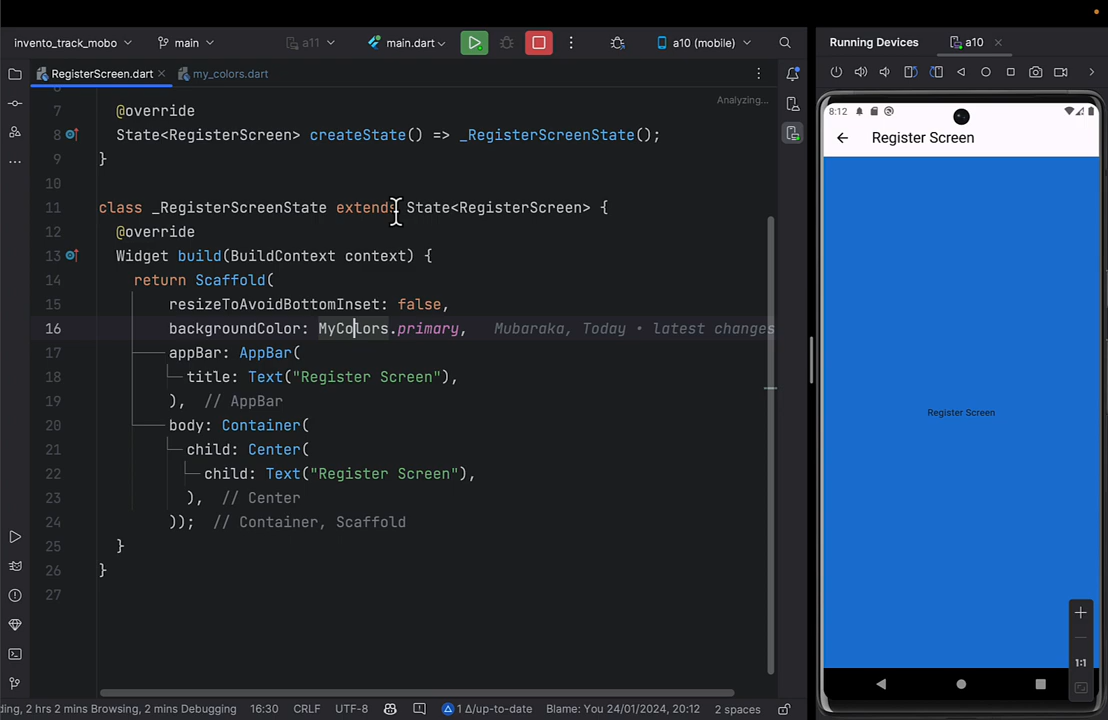 invento_track_mobo
main
a11
main.dart
a10 (mobile)
Running Devices
a10
RegisterScreen.dart
my_colors.dart
Analyzing...
7 @override
8 State<RegisterScreen> createState() => _RegisterScreenState();
9 }
10
11 class _RegisterScreenState extends State<RegisterScreen> {
12 @override
13 Widget build(BuildContext context) {
14 return Scaffold(
15 resizeToAvoidBottomInset: false,
16 backgroundColor: MyColors.primary, Mubaraka, Today • latest changes
17 appBar: AppBar(
18 title: Text("Register Screen"),
19 ), // AppBar
20 body: Container(
21 child: Center(
22 child: Text("Register Screen"),
23 ), // Center
24 )); // Container, Scaffold
25 }
26 }
27
8:12
Register Screen
Register Screen
1:1
ding, 2 hrs 2 mins Browsing, 2 mins Debugging
16:30
CRLF
UTF-8
1 Δ/up-to-date
Blame: You 24/01/2024, 20:12
2 spaces